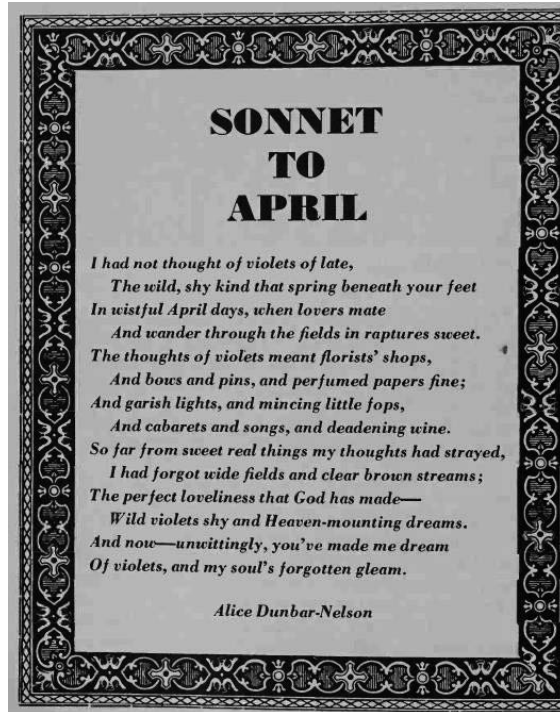 SONNET
TO
APRIL
I had not thought of violets of late,
The wild, shy kind that spring beneath your feet
In wistful April days, when lovers mate
And wander through the fields in raptures sweet.
The thoughts of violets meant florists' shops,
And bows and pins, and perfumed papers fine;
And garish lights, and mincing little fops,
And cabarets and songs, and deadening wine.
So far from sweet real things my thoughts had strayed,
I had forgot wide fields and clear brown streams;
The perfect loveliness that God has made—
Wild violets shy and Heaven-mounting dreams.
And now—unwittingly, you've made me dream
Of violets, and my soul's forgotten gleam.
Alice Dunbar-Nelson